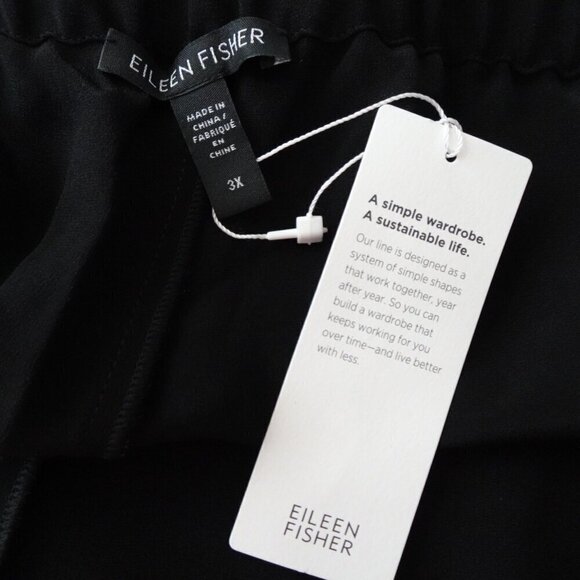 EILEEN FISHER
MADE IN
CHINA /
FABRIQUÉ
EN
CHINE
3X
A simple wardrobe.
A sustainable life.
Our line is designed as a
system of simple shapes
that work together, year
after year. So you can
build a wardrobe that
keeps working for you
over time—and live better
with less.
EILEEN
FISHER